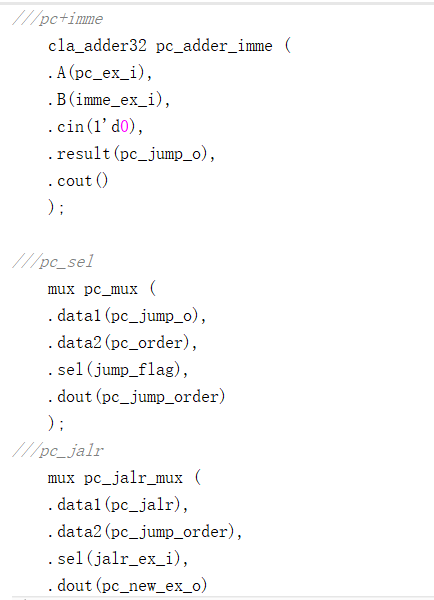 ///pc+imme
cla_adder32 pc_adder_imme (
.A(pc_ex_i),
.B(imme_ex_i),
.cin(1'd0),
.result(pc_jump_o),
.cout()
);
///pc_sel
mux pc_mux (
.data1(pc_jump_o),
.data2(pc_order),
.sel(jump_flag),
.dout(pc_jump_order)
);
///pc_jalr
mux pc_jalr_mux (
.data1(pc_jalr),
.data2(pc_jump_order),
.sel(jalr_ex_i),
.dout(pc_new_ex_o)